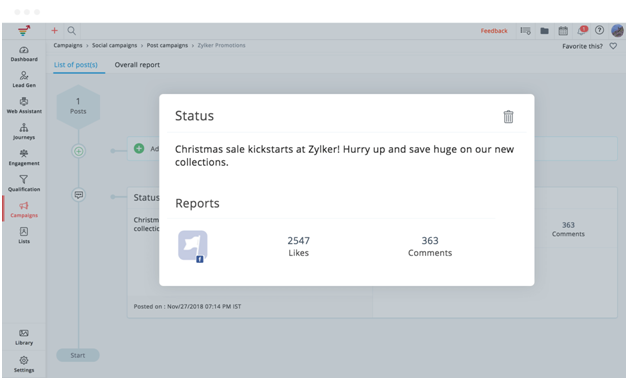 Feedback
1
Campaigns › Social campaigns › Post campaigns › Zylker Promotions
Favorite this?
Dashboard
Lead Gen
Web Assistant
Journeys
Engagement
Qualification
Campaigns
Lists
Library
Settings
List of post(s)
Overall report
1
Posts
Ad
Status
Christm
collectic
363
Comments
Posted on : Nov/27/2018 07:14 PM IST
Start
Status
Christmas sale kickstarts at Zylker! Hurry up and save huge on our new
collections.
Reports
f
2547
Likes
363
Comments